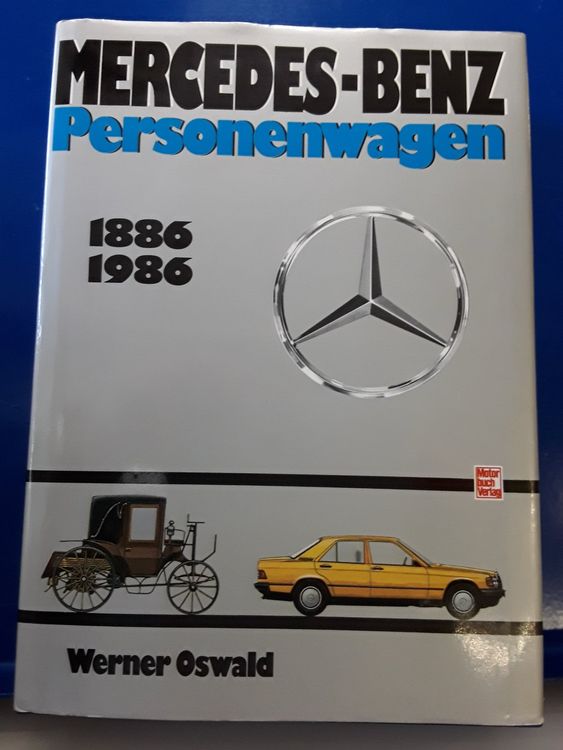 MERCEDES-BENZ
Personenwagen
1886
1986
Motor
buch
Verlag
Werner Oswald